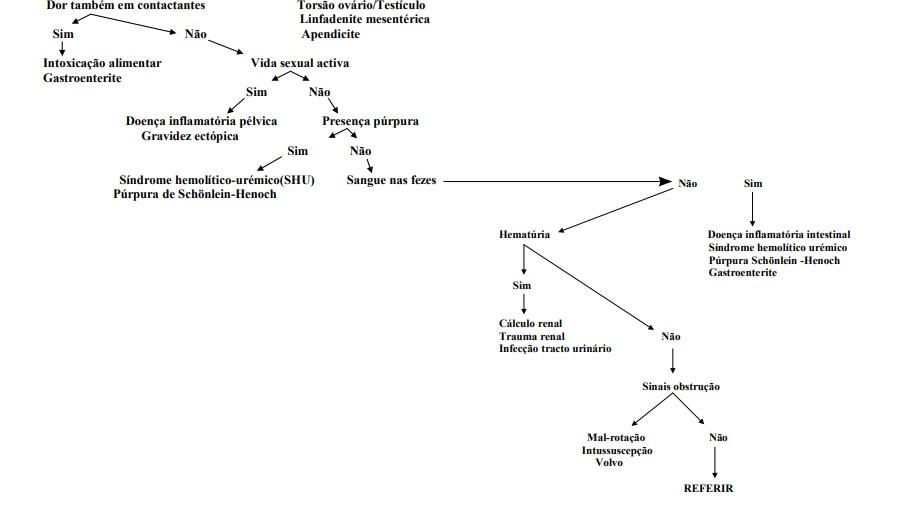 Dor também em contactantes
Torsão ovário/Testículo
Linfadenite mesentérica
Apendicite
Sim
Não
Intoxicação alimentar
Gastroenterite
Vida sexual activa
Sim
Não
Doença inflamatória pélvica
Gravidez ectópica
Presença púrpura
Sim
Não
Síndrome hemolítico-urémico(SHU)
Púrpura de Schönlein-Henoch
Sangue nas fezes
Não
Sim
Hematúria
Doença inflamatória intestinal
Síndrome hemolítico urémico
Púrpura Schönlein -Henoch
Gastroenterite
Sim
Cálculo renal
Trauma renal
Infecção tracto urinário
Não
Sinais obstrução
Mal-rotação
Intussuscepção
Volvo
Não
REFERIR